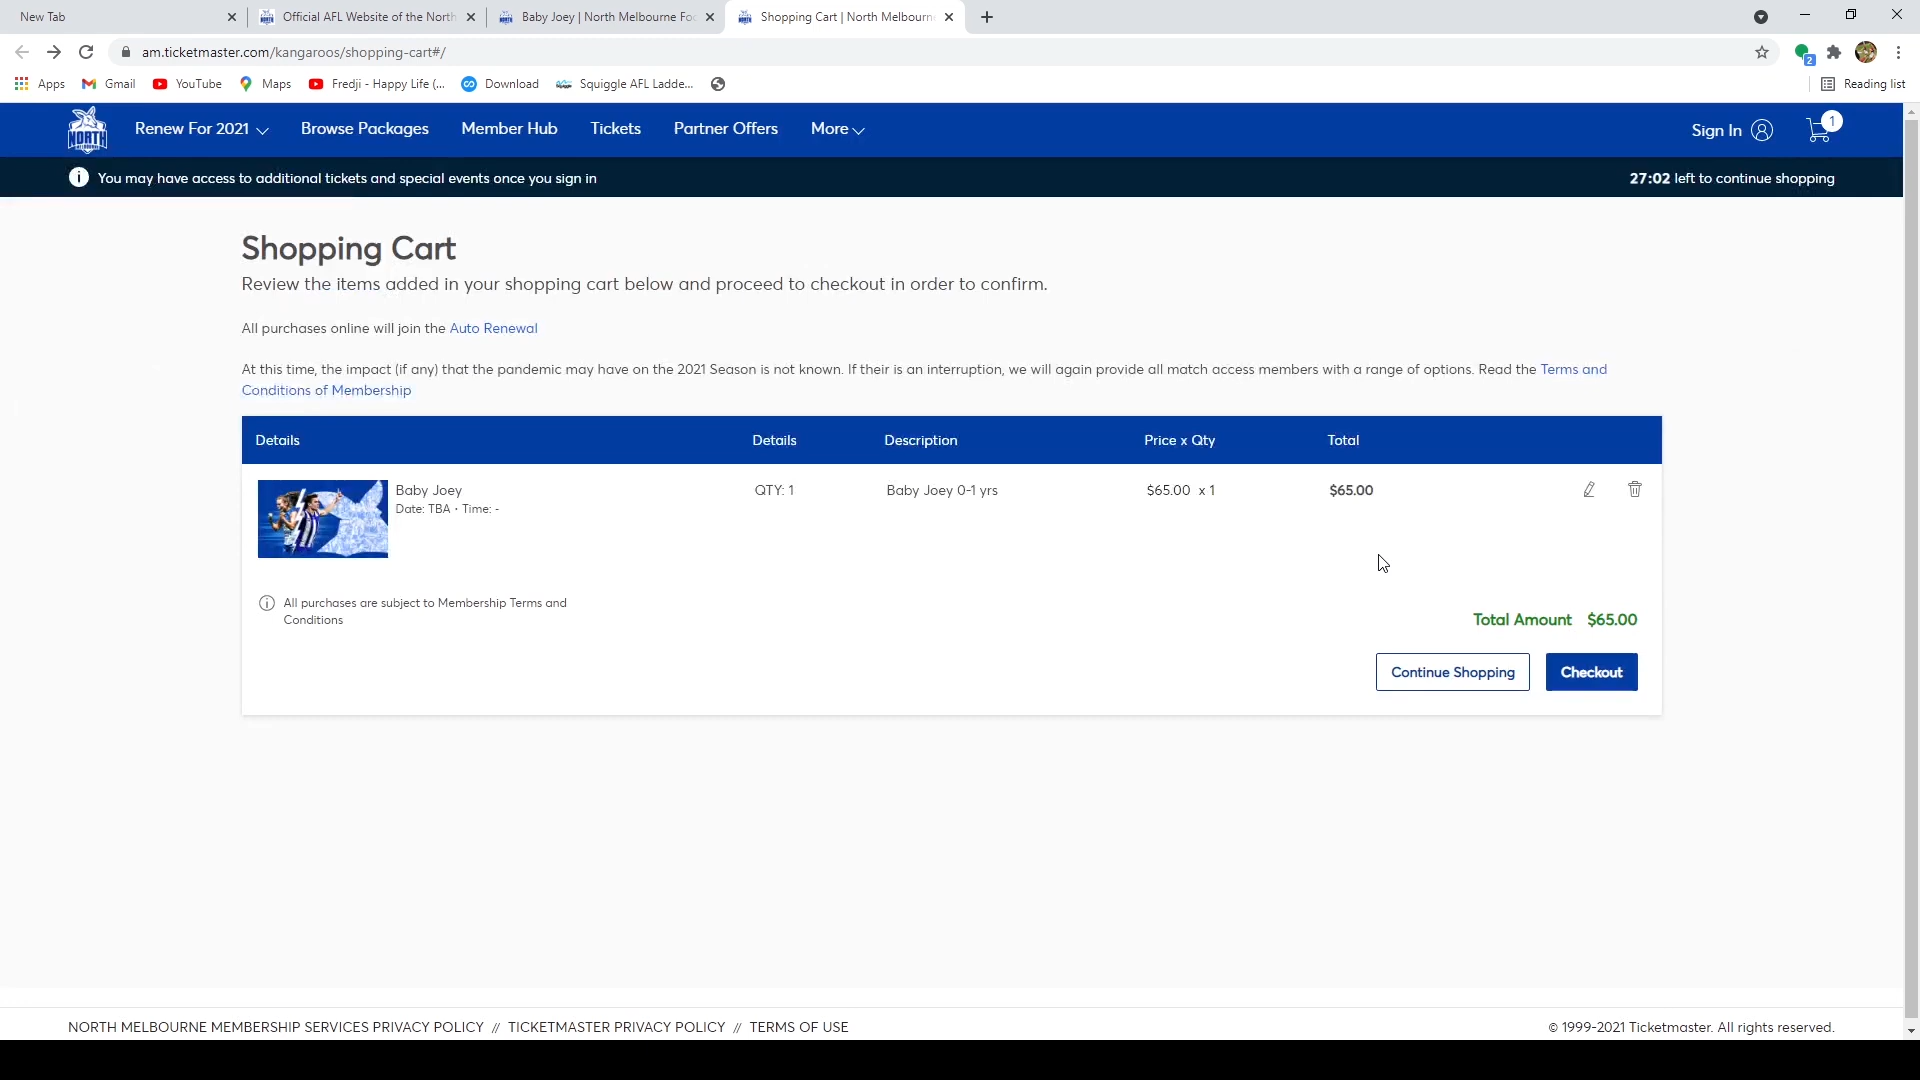 New Tab
Official AFL Website of the North
Baby Joey | North Melbourne Foo
Shopping Cart | North Melbourne
am.ticketmaster.com/kangaroos/shopping-cart#/
2
Apps
Gmail
YouTube
Maps
Fredji - Happy Life (...
Download
Squiggle AFL Ladde...
Reading list
NORTH
Renew For 2021
Browse Packages
Member Hub
Tickets
Partner Offers
More
Sign In
1
You may have access to additional tickets and special events once you sign in
27:02 left to continue shopping
Shopping Cart
Review the items added in your shopping cart below and proceed to checkout in order to confirm.
All purchases online will join the Auto Renewal
At this time, the impact (if any) that the pandemic may have on the 2021 Season is not known. If their is an interruption, we will again provide all match access members with a range of options. Read the Terms and
Conditions of Membership
Details Details Description Price x Qty Total
Baby Joey QTY: 1 Baby Joey 0-1 yrs $65.00 x 1 $65.00
Date: TBA • Time: -
All purchases are subject to Membership Terms and
Conditions
Total Amount $65.00
Continue Shopping
Checkout
NORTH MELBOURNE MEMBERSHIP SERVICES PRIVACY POLICY // TICKETMASTER PRIVACY POLICY // TERMS OF USE
© 1999-2021 Ticketmaster. All rights reserved.